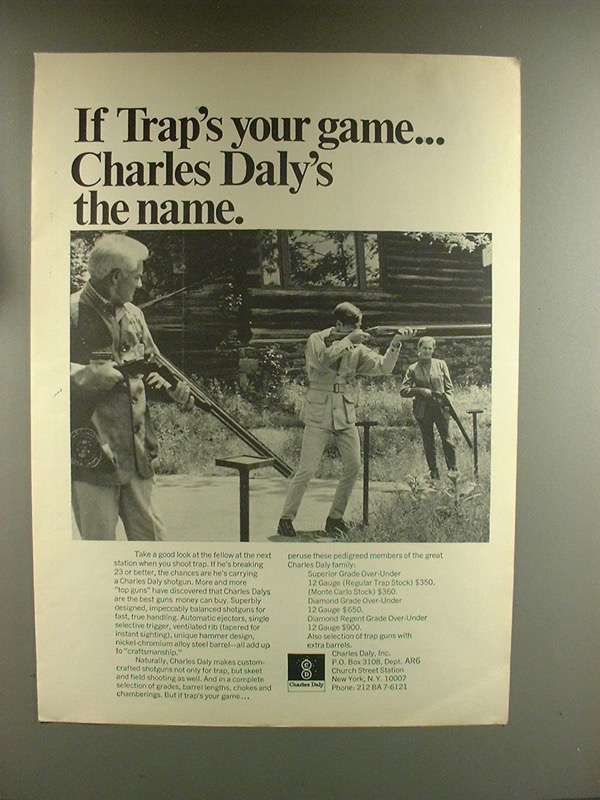 If Trap's your game...
Charles Daly's
the name.
Take a good look at the fellow at the next
station when you shoot trap. If he's breaking
23 or better, the chances are he's carrying
a Charles Daly shotgun. More and more
"top guns" have discovered that Charles Dalys
are the best guns money can buy. Superbly
designed, impeccably balanced shotguns for
fast, true handling. Automatic ejectors, single
selective trigger, ventilated rib (tapered for
instant sighting), unique hammer design,
nickel-chromium alloy steel barrel—all add up
to "craftsmanship."
Naturally, Charles Daly makes custom-
crafted shotguns not only for trap, but skeet
and field shooting as well. And in a complete
selection of grades, barrel lengths, chokes and
chamberings. But if trap's your game...
peruse these pedigreed members of the great
Charles Daly family:
Superior Grade Over-Under
12 Gauge (Regular Trap Stock) $350.
(Monte Carlo Stock) $360.
Diamond Grade Over-Under
12 Gauge $650.
Diamond Regent Grade Over-Under
12 Gauge $900.
Also selection of trap guns with
extra barrels.
Charles Daly
Charles Daly, Inc.
P.O. Box 3108, Dept. AR6
Church Street Station
New York, N.Y. 10007
Phone: 212 BA 7-6121